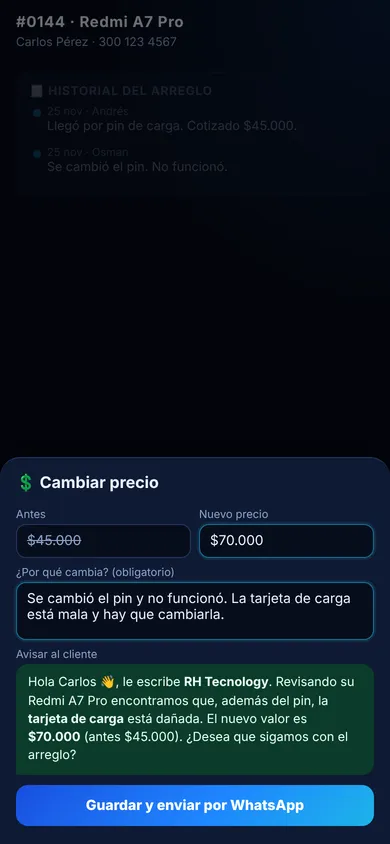 #0144 · Redmi A7 Pro
Carlos Pérez · 300 123 4567
HISTORIAL DEL ARREGLO
25 nov · Andrés
Llegó por pin de carga. Cotizado $45.000.
25 nov · Osman
Se cambió el pin. No funcionó.
💲 Cambiar precio
Antes
Nuevo precio
$45.000
$70.000
¿Por qué cambia? (obligatorio)
Se cambió el pin y no funcionó. La tarjeta de carga
está mala y hay que cambiarla.
Avisar al cliente
Hola Carlos 👋, le escribe RH Tecnology. Revisando su
Redmi A7 Pro encontramos que, además del pin, la
tarjeta de carga está dañada. El nuevo valor es
$70.000 (antes $45.000). ¿Desea que sigamos con el
arreglo?
Guardar y enviar por WhatsApp